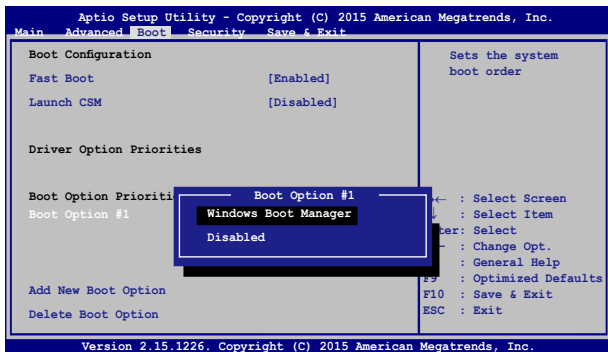 Aptio Setup Utility - Copyright (C) 2015 American Megatrends, Inc.
Main Advanced Boot Security Save & Exit
Boot Configuration
Fast Boot [Enabled]
Launch CSM [Disabled]
Driver Option Priorities
Boot Option Prioriti
Boot Option #1
Add New Boot Option
Delete Boot Option
Boot Option #1
Windows Boot Manager
Disabled
Sets the system
boot order
← : Select Screen
: Select Item
ter: Select
: Change Opt.
: General Help
F9 : Optimized Defaults
F10 : Save & Exit
ESC : Exit
Version 2.15.1226. Copyright (C) 2015 American Megatrends, Inc.